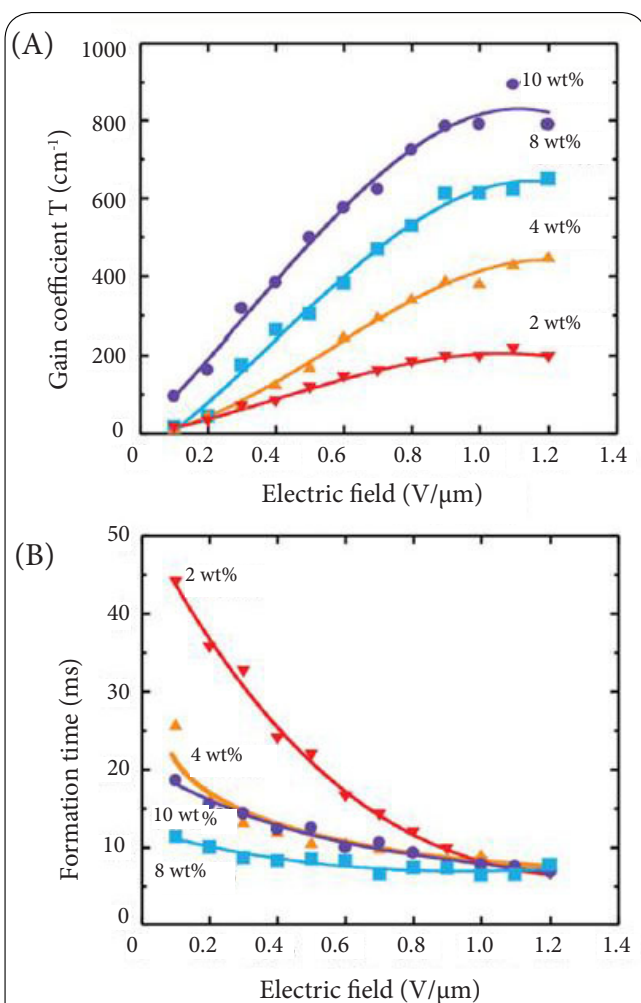 (A)
1000
800
600
400
200
0
Gain coefficient T (cm⁻¹)
10 wt%
8 wt%
4 wt%
2 wt%
0 0.2 0.4 0.6 0.8 1.0 1.2 1.4
Electric field (V/µm)
(B)
50
40
30
20
10
0
Formation time (ms)
2 wt%
4 wt%
10 wt%
8 wt%
0 0.2 0.4 0.6 0.8 1.0 1.2 1.4
Electric field (V/µm)